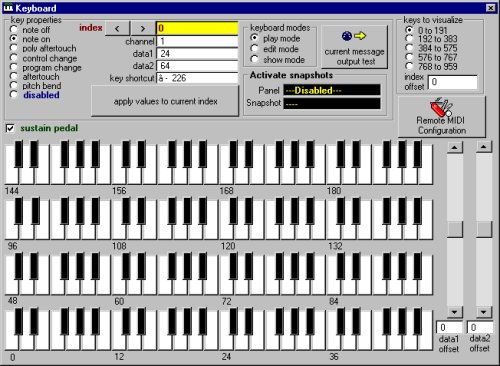 Keyboard
key properties
note off
note on
poly aftertouch
control change
program change
aftertouch
pitch bend
disabled
index < > 0
channel 1
data1 24
data2 64
key shortcut â - 226
apply values to current index
keyboard modes
play mode
edit mode
show mode
current message
output test
Activate snapshots
Panel ---Disabled---
Snapshot ----
keys to visualize
0 to 191
192 to 383
384 to 575
576 to 767
768 to 959
index
offset 0
Remote MIDI
Configuration
sustain pedal
144 156 168 180
96 108 120 132
48 60 72 84
0 12 24 36
0 0
data1 data2
offset offset